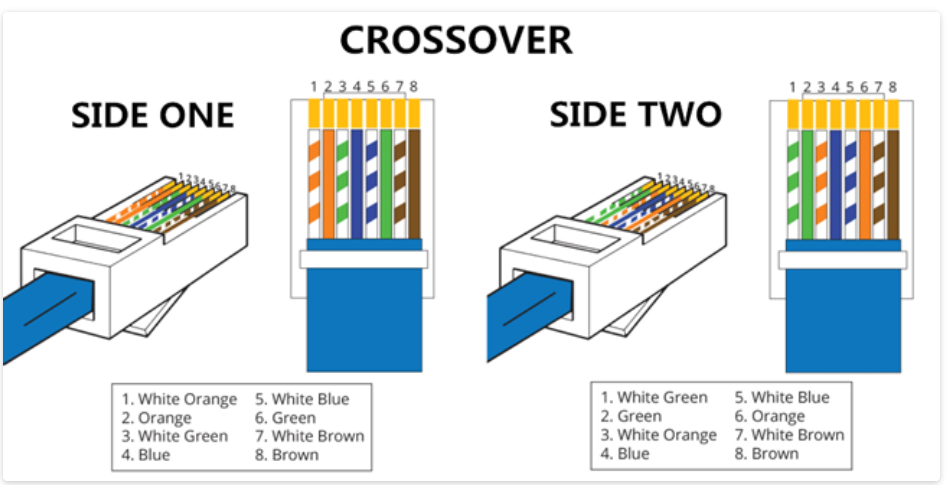 CROSSOVER
SIDE ONE
1 2 3 4 5 6 7 8
12345678
1. White Orange 5. White Blue
2. Orange 6. Green
3. White Green 7. White Brown
4. Blue 8. Brown
SIDE TWO
1 2 3 4 5 6 7 8
12345678
1. White Green 5. White Blue
2. Green 6. Orange
3. White Orange 7. White Brown
4. Blue 8. Brown